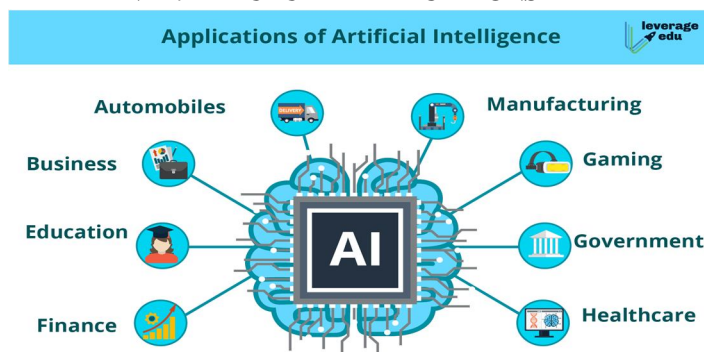 Applications of Artificial Intelligence
leverage
edu
Automobiles
Manufacturing
DELIVERY
Business
Gaming
Education
AI
Government
Finance
Healthcare